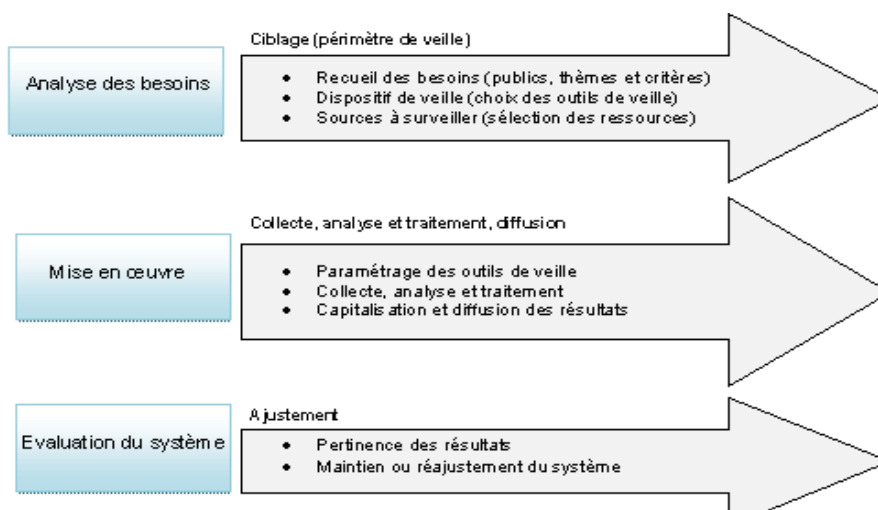 Ciblage (périmètre de veille)
Analyse des besoins
• Recueil des besoins (publics, thèmes et critères)
• Dispositif de veille (choix des outils de veille)
• Sources à surveiller (sélection des ressources)
Collecte, analyse et traitement, diffusion
Mise en œuvre
• Paramétrage des outils de veille
• Collecte, analyse et traitement
• Capitalisation et diffusion des résultats
Ajustement
Evaluation du système
• Pertinence des résultats
• Maintien ou réajustement du système